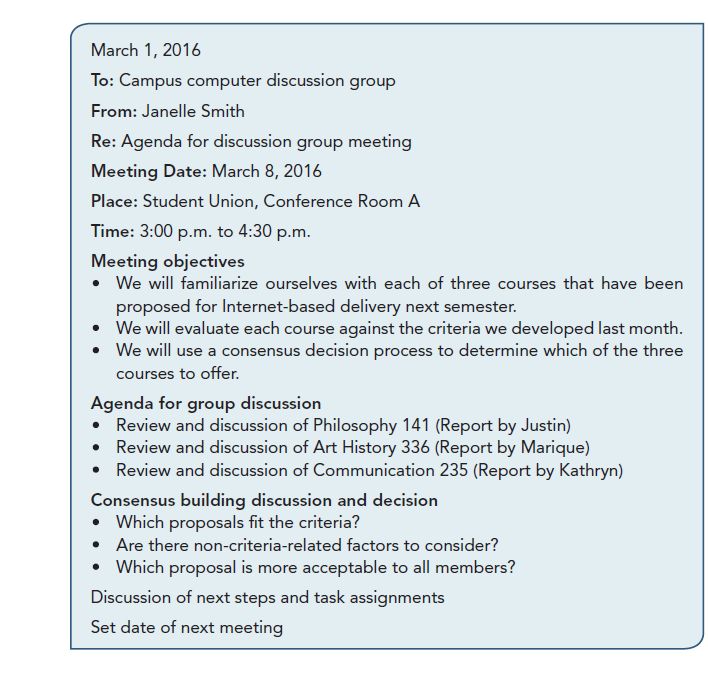 March 1, 2016
To: Campus computer discussion group
From: Janelle Smith
Re: Agenda for discussion group meeting
Meeting Date: March 8, 2016
Place: Student Union, Conference Room A
Time: 3:00 p.m. to 4:30 p.m.
Meeting objectives
• We will familiarize ourselves with each of three courses that have been
proposed for Internet-based delivery next semester.
• We will evaluate each course against the criteria we developed last month.
• We will use a consensus decision process to determine which of the three
courses to offer.
Agenda for group discussion
• Review and discussion of Philosophy 141 (Report by Justin)
• Review and discussion of Art History 336 (Report by Marique)
• Review and discussion of Communication 235 (Report by Kathryn)
Consensus building discussion and decision
• Which proposals fit the criteria?
• Are there non-criteria-related factors to consider?
• Which proposal is more acceptable to all members?
Discussion of next steps and task assignments
Set date of next meeting